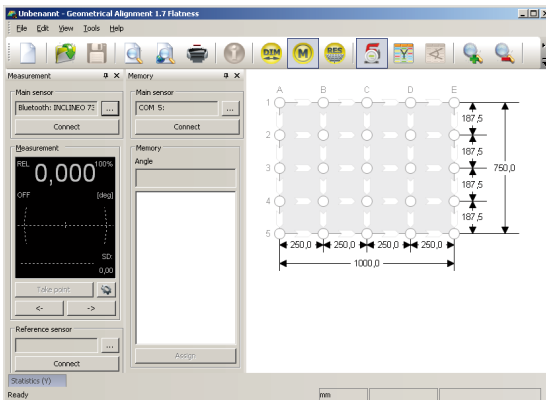 Unbenannt - Geometrical Alignment 1.7 Flatness
File Edit View Tools Help
DIM M RES
Measurement
Main sensor
Bluetooth: INCLINEO 73 ...
Connect
Measurement
REL 0,000 100%
OFF [deg]
SD:
0,00
Take point
<- ->
Reference sensor
...
Connect
Memory
Main sensor
COM 5: ...
Connect
Memory
Angle
Assign
A B C D E
1
2
3
4
5
187,5
187,5
187,5
187,5
750,0
250,0 250,0 250,0 250,0
1000,0
Statistics (Y)
Ready mm